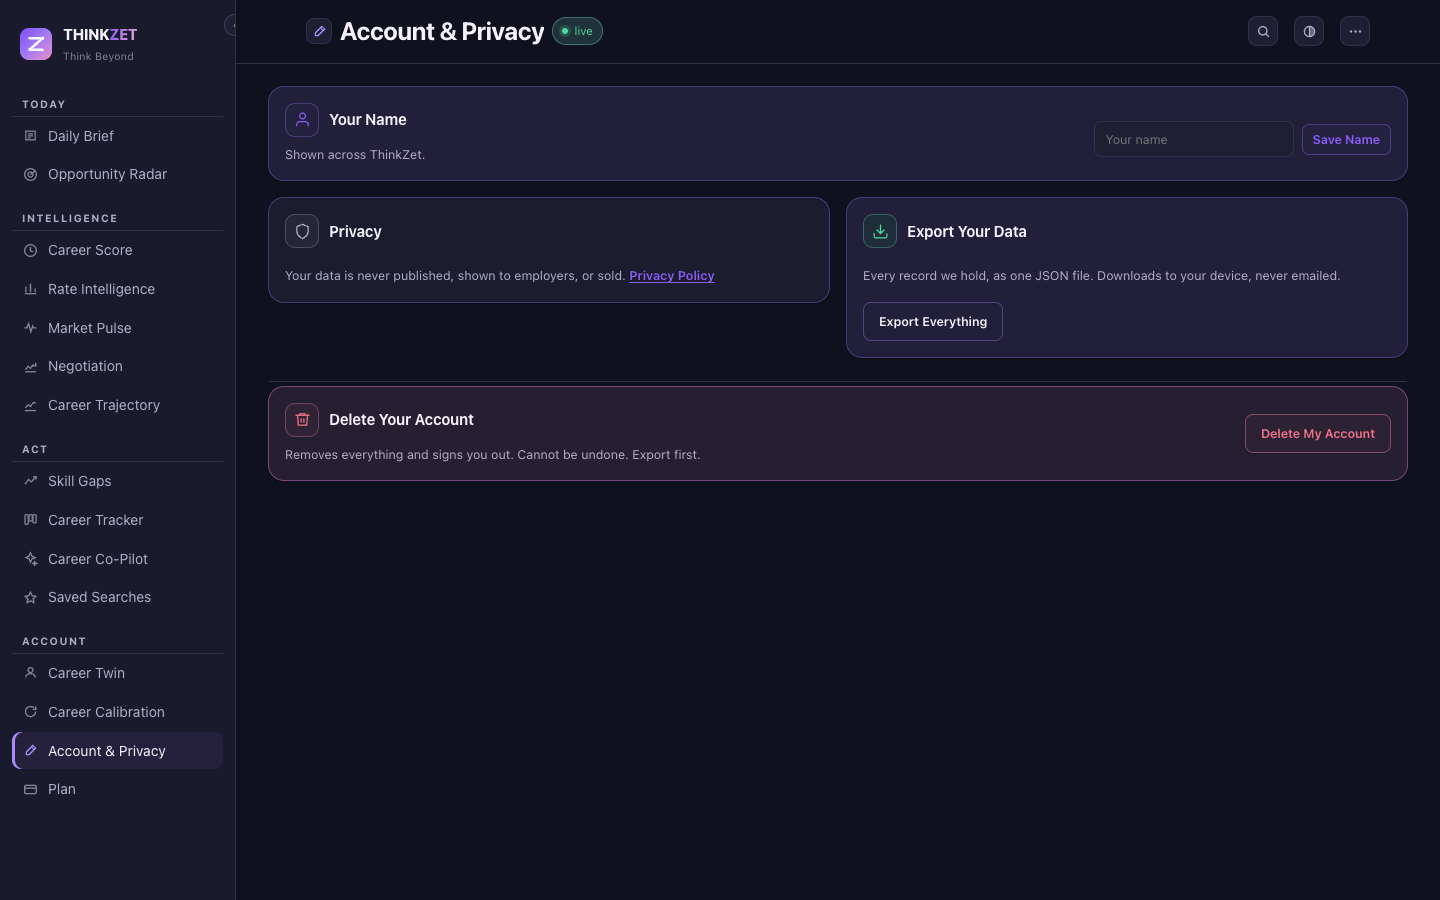 THINKZET
Think Beyond
TODAY
Daily Brief
Opportunity Radar
INTELLIGENCE
Career Score
Rate Intelligence
Market Pulse
Negotiation
Career Trajectory
ACT
Skill Gaps
Career Tracker
Career Co-Pilot
Saved Searches
ACCOUNT
Career Twin
Career Calibration
Account & Privacy
Plan
Account & Privacy live
Your Name
Shown across ThinkZet.
Your name
Save Name
Privacy
Your data is never published, shown to employers, or sold. Privacy Policy
Export Your Data
Every record we hold, as one JSON file. Downloads to your device, never emailed.
Export Everything
Delete Your Account
Removes everything and signs you out. Cannot be undone. Export first.
Delete My Account